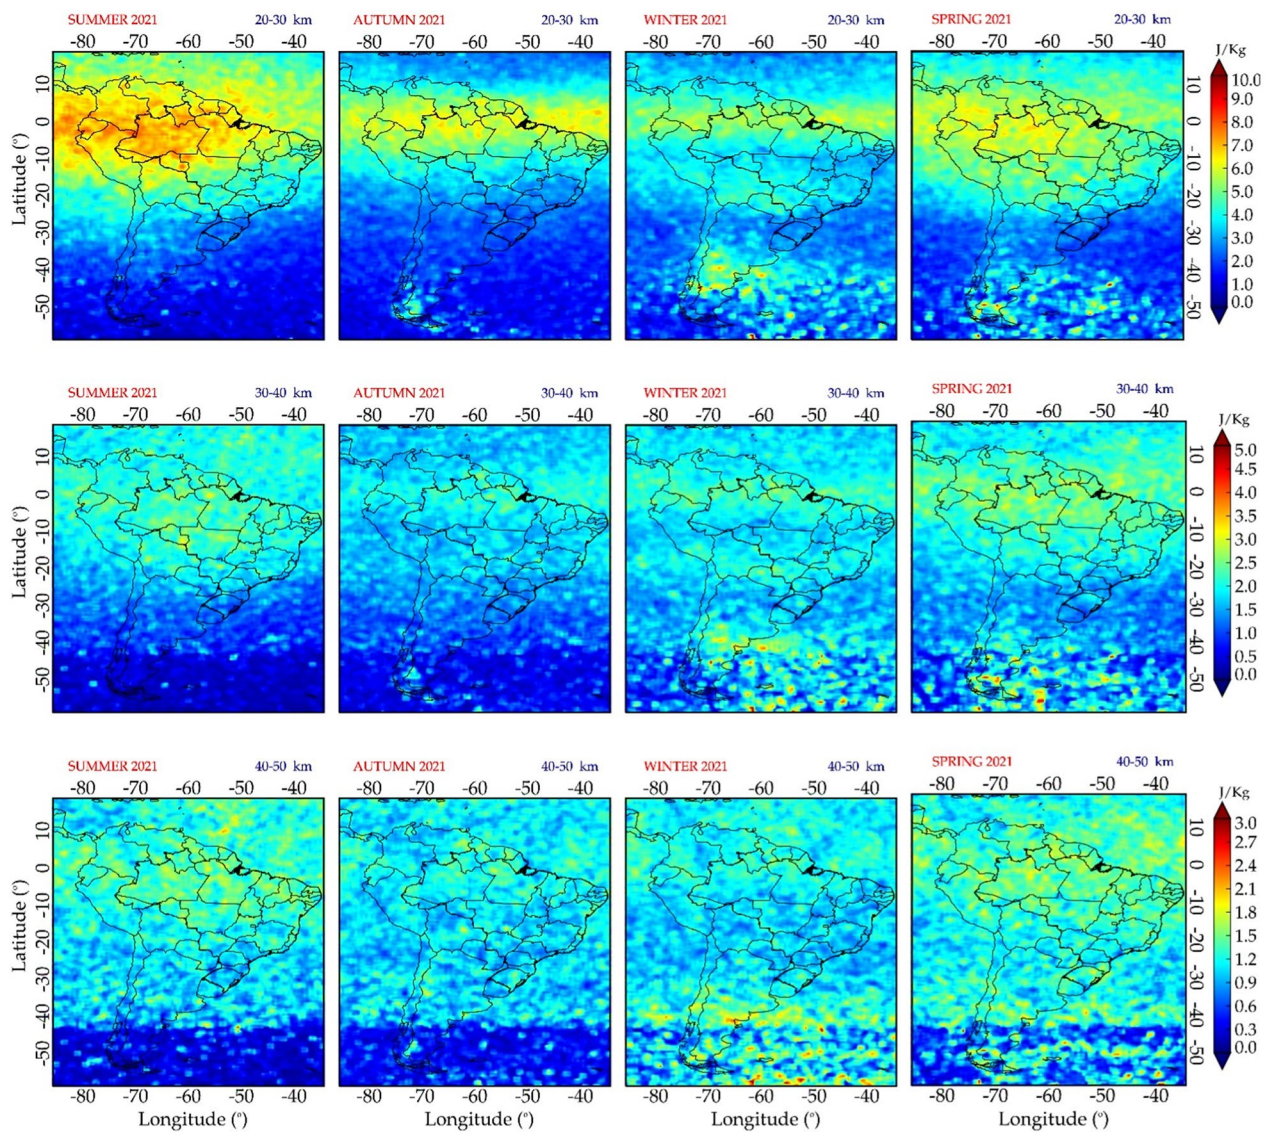 SUMMER 2021 20-30 km AUTUMN 2021 20-30 km WINTER 2021 20-30 km SPRING 2021 20-30 km
-80 -70 -60 -50 -40 -80 -70 -60 -50 -40 -80 -70 -60 -50 -40 -80 -70 -60 -50 -40
J/Kg
Latitude (°)
10 0 -10 -20 -30 -40 -50
10 0 -10 -20 -30 -40 -50
10.0
9.0
8.0
7.0
6.0
5.0
4.0
3.0
2.0
1.0
0.0
SUMMER 2021 30-40 km AUTUMN 2021 30-40 km WINTER 2021 30-40 km SPRING 2021 30-40 km
-80 -70 -60 -50 -40 -80 -70 -60 -50 -40 -80 -70 -60 -50 -40 -80 -70 -60 -50 -40
J/Kg
Latitude (°)
10 0 -10 -20 -30 -40 -50
10 0 -10 -20 -30 -40 -50
5.0
4.5
4.0
3.5
3.0
2.5
2.0
1.5
1.0
0.5
0.0
SUMMER 2021 40-50 km AUTUMN 2021 40-50 km WINTER 2021 40-50 km SPRING 2021 40-50 km
-80 -70 -60 -50 -40 -80 -70 -60 -50 -40 -80 -70 -60 -50 -40 -80 -70 -60 -50 -40
J/Kg
Latitude (°)
10 0 -10 -20 -30 -40 -50
10 0 -10 -20 -30 -40 -50
3.0
2.7
2.4
2.1
1.8
1.5
1.2
0.9
0.6
0.3
0.0
-80 -70 -60 -50 -40 -80 -70 -60 -50 -40 -80 -70 -60 -50 -40 -80 -70 -60 -50 -40
Longitude (°) Longitude (°) Longitude (°) Longitude (°)